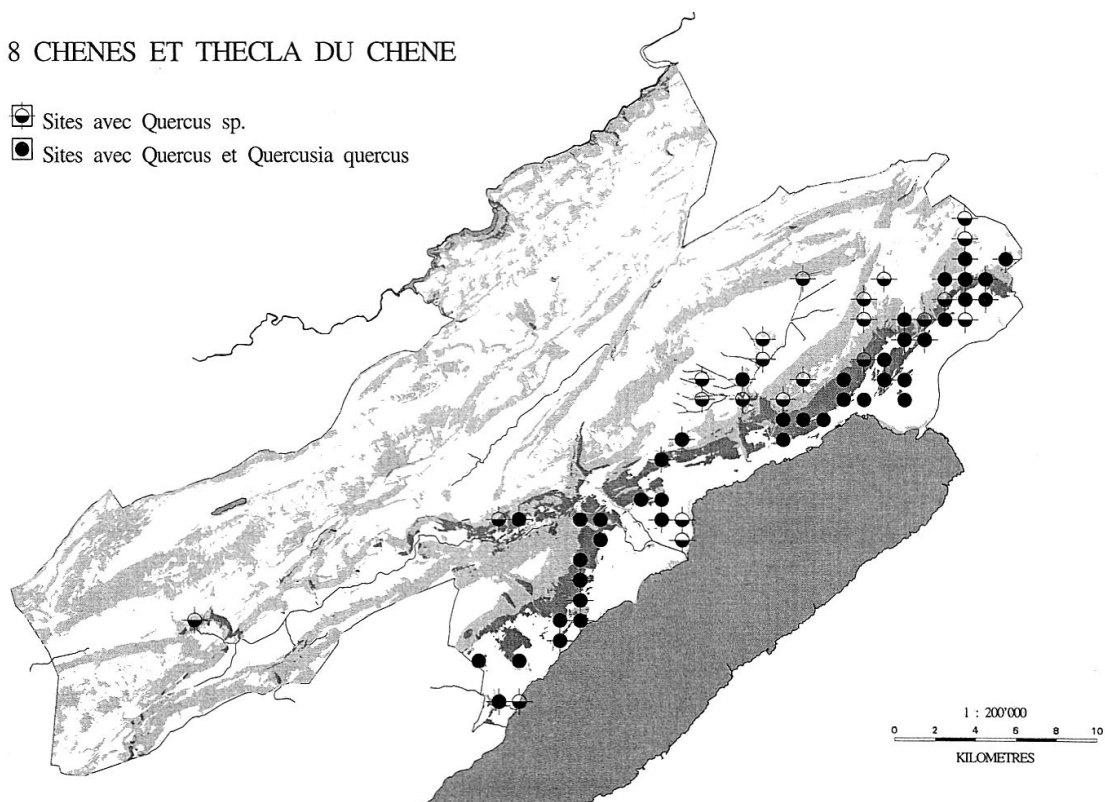 8 CHENES ET THECLA DU CHENE
Sites avec Quercus sp.
Sites avec Quercus et Quercusia quercus
1 : 200'000
0 2 4 6 8 10
KILOMETRES